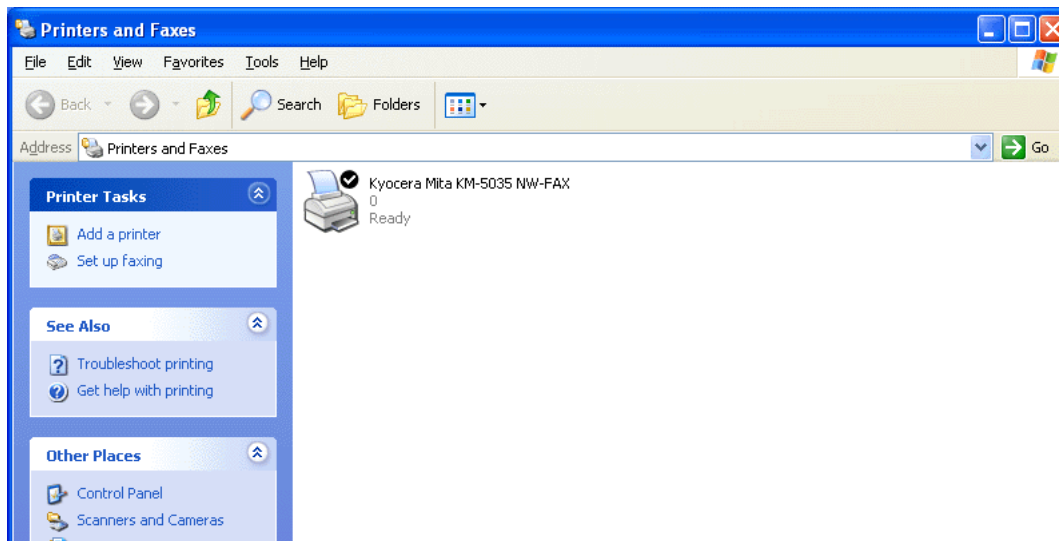 Printers and Faxes
File Edit View Favorites Tools Help
Back Search Folders
Address Printers and Faxes Go
Printer Tasks
Add a printer
Set up faxing
See Also
Troubleshoot printing
Get help with printing
Other Places
Control Panel
Scanners and Cameras
Kyocera Mita KM-5035 NW-FAX
0
Ready